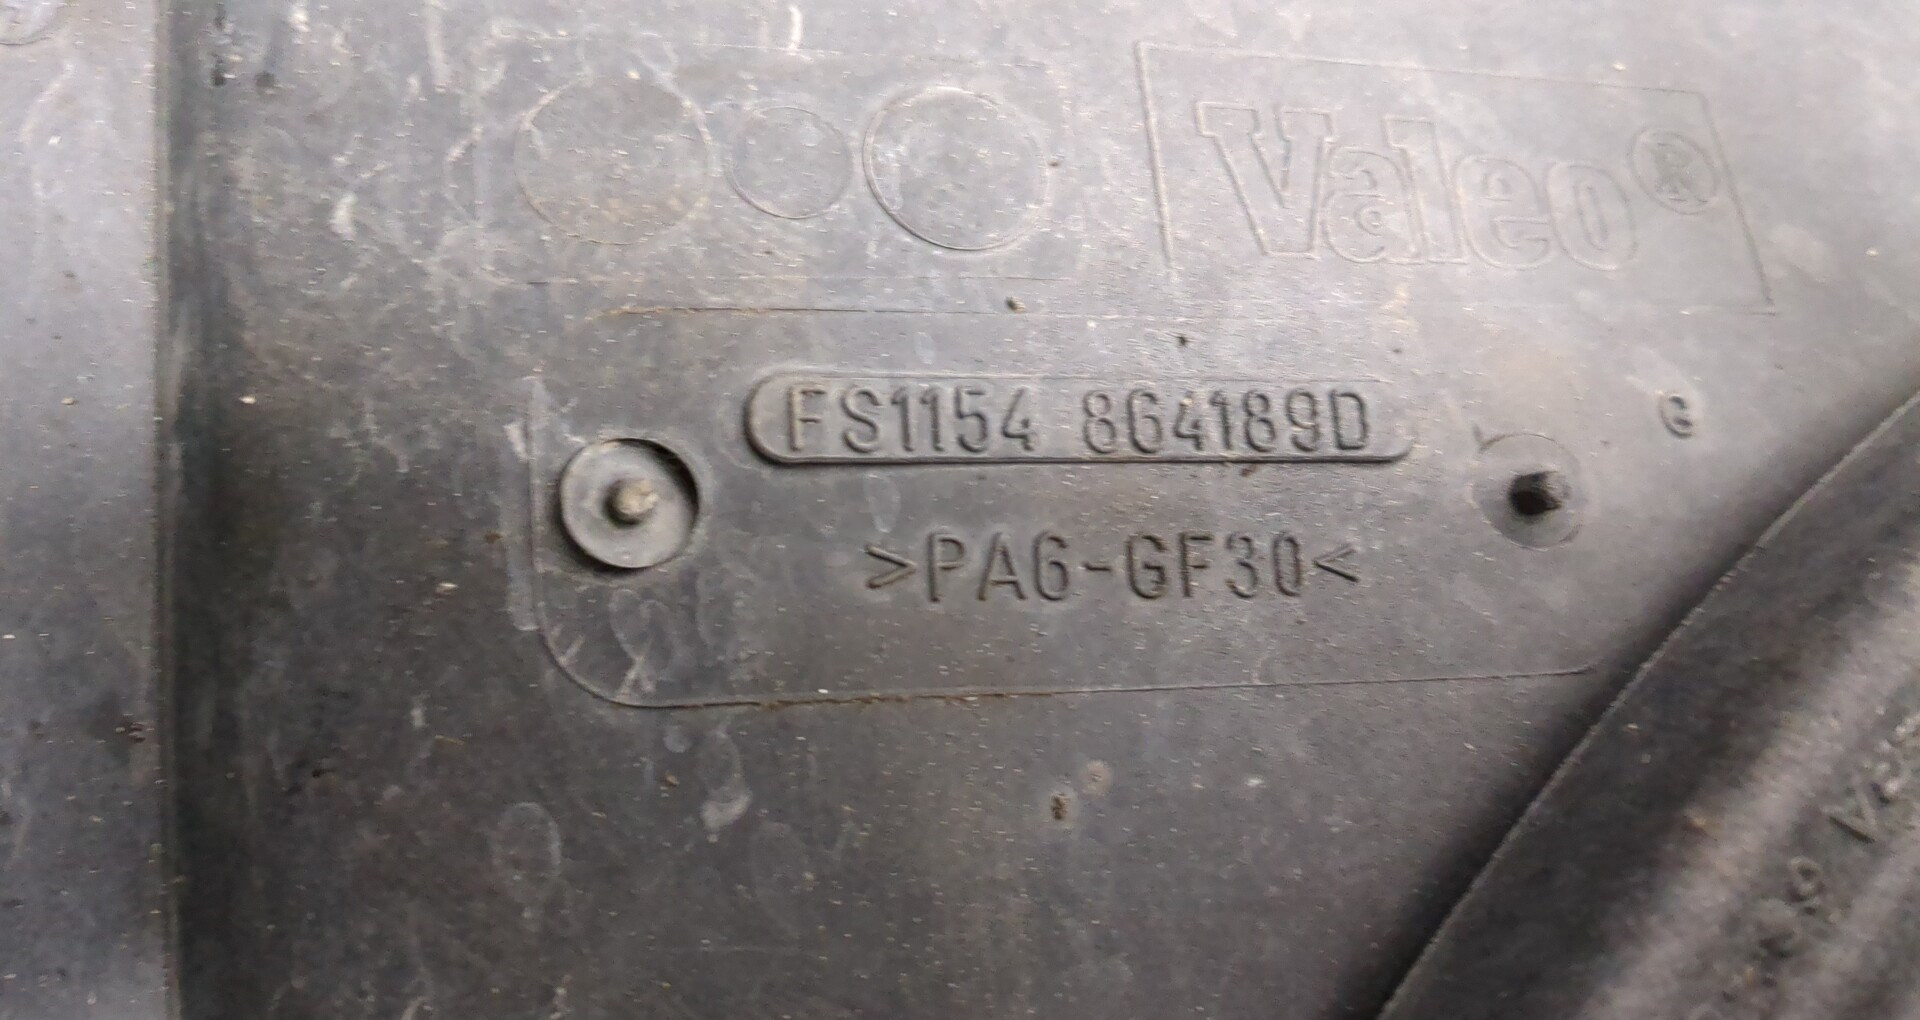 Valeo®
FS1154 864189D
G
>PA6-GF30<